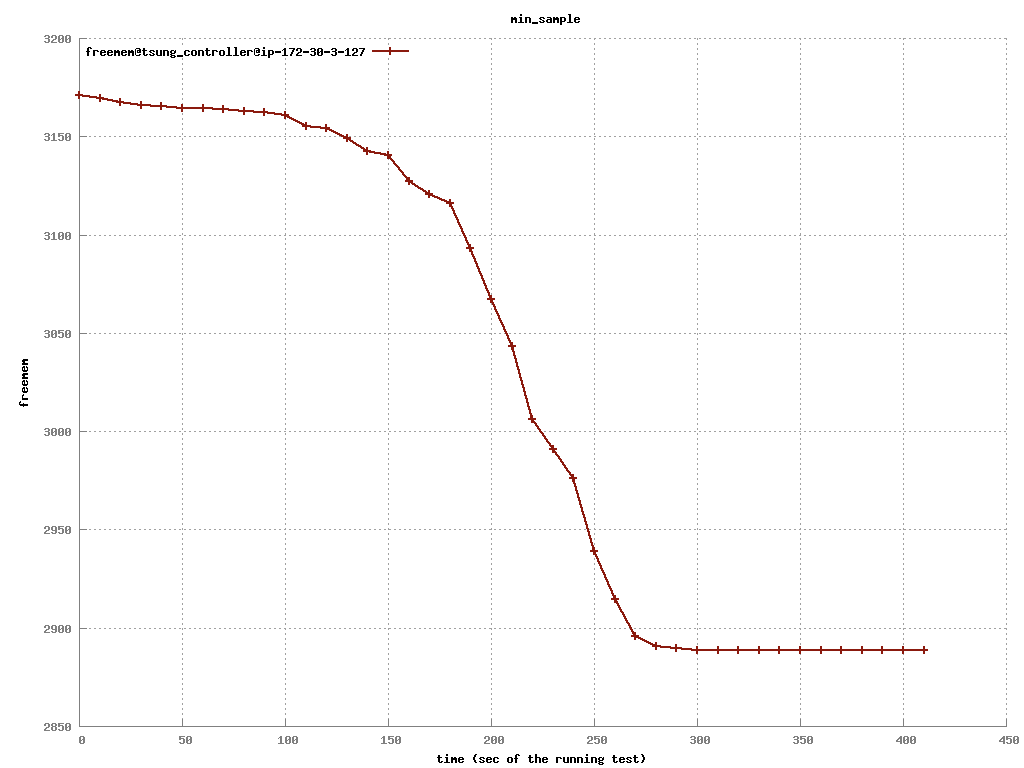 min_sample
freemem@tsung_controller@ip-172-30-3-127
3200
3150
3100
3050
3000
2950
2900
2850
freemem
0 50 100 150 200 250 300 350 400 450
time (sec of the running test)